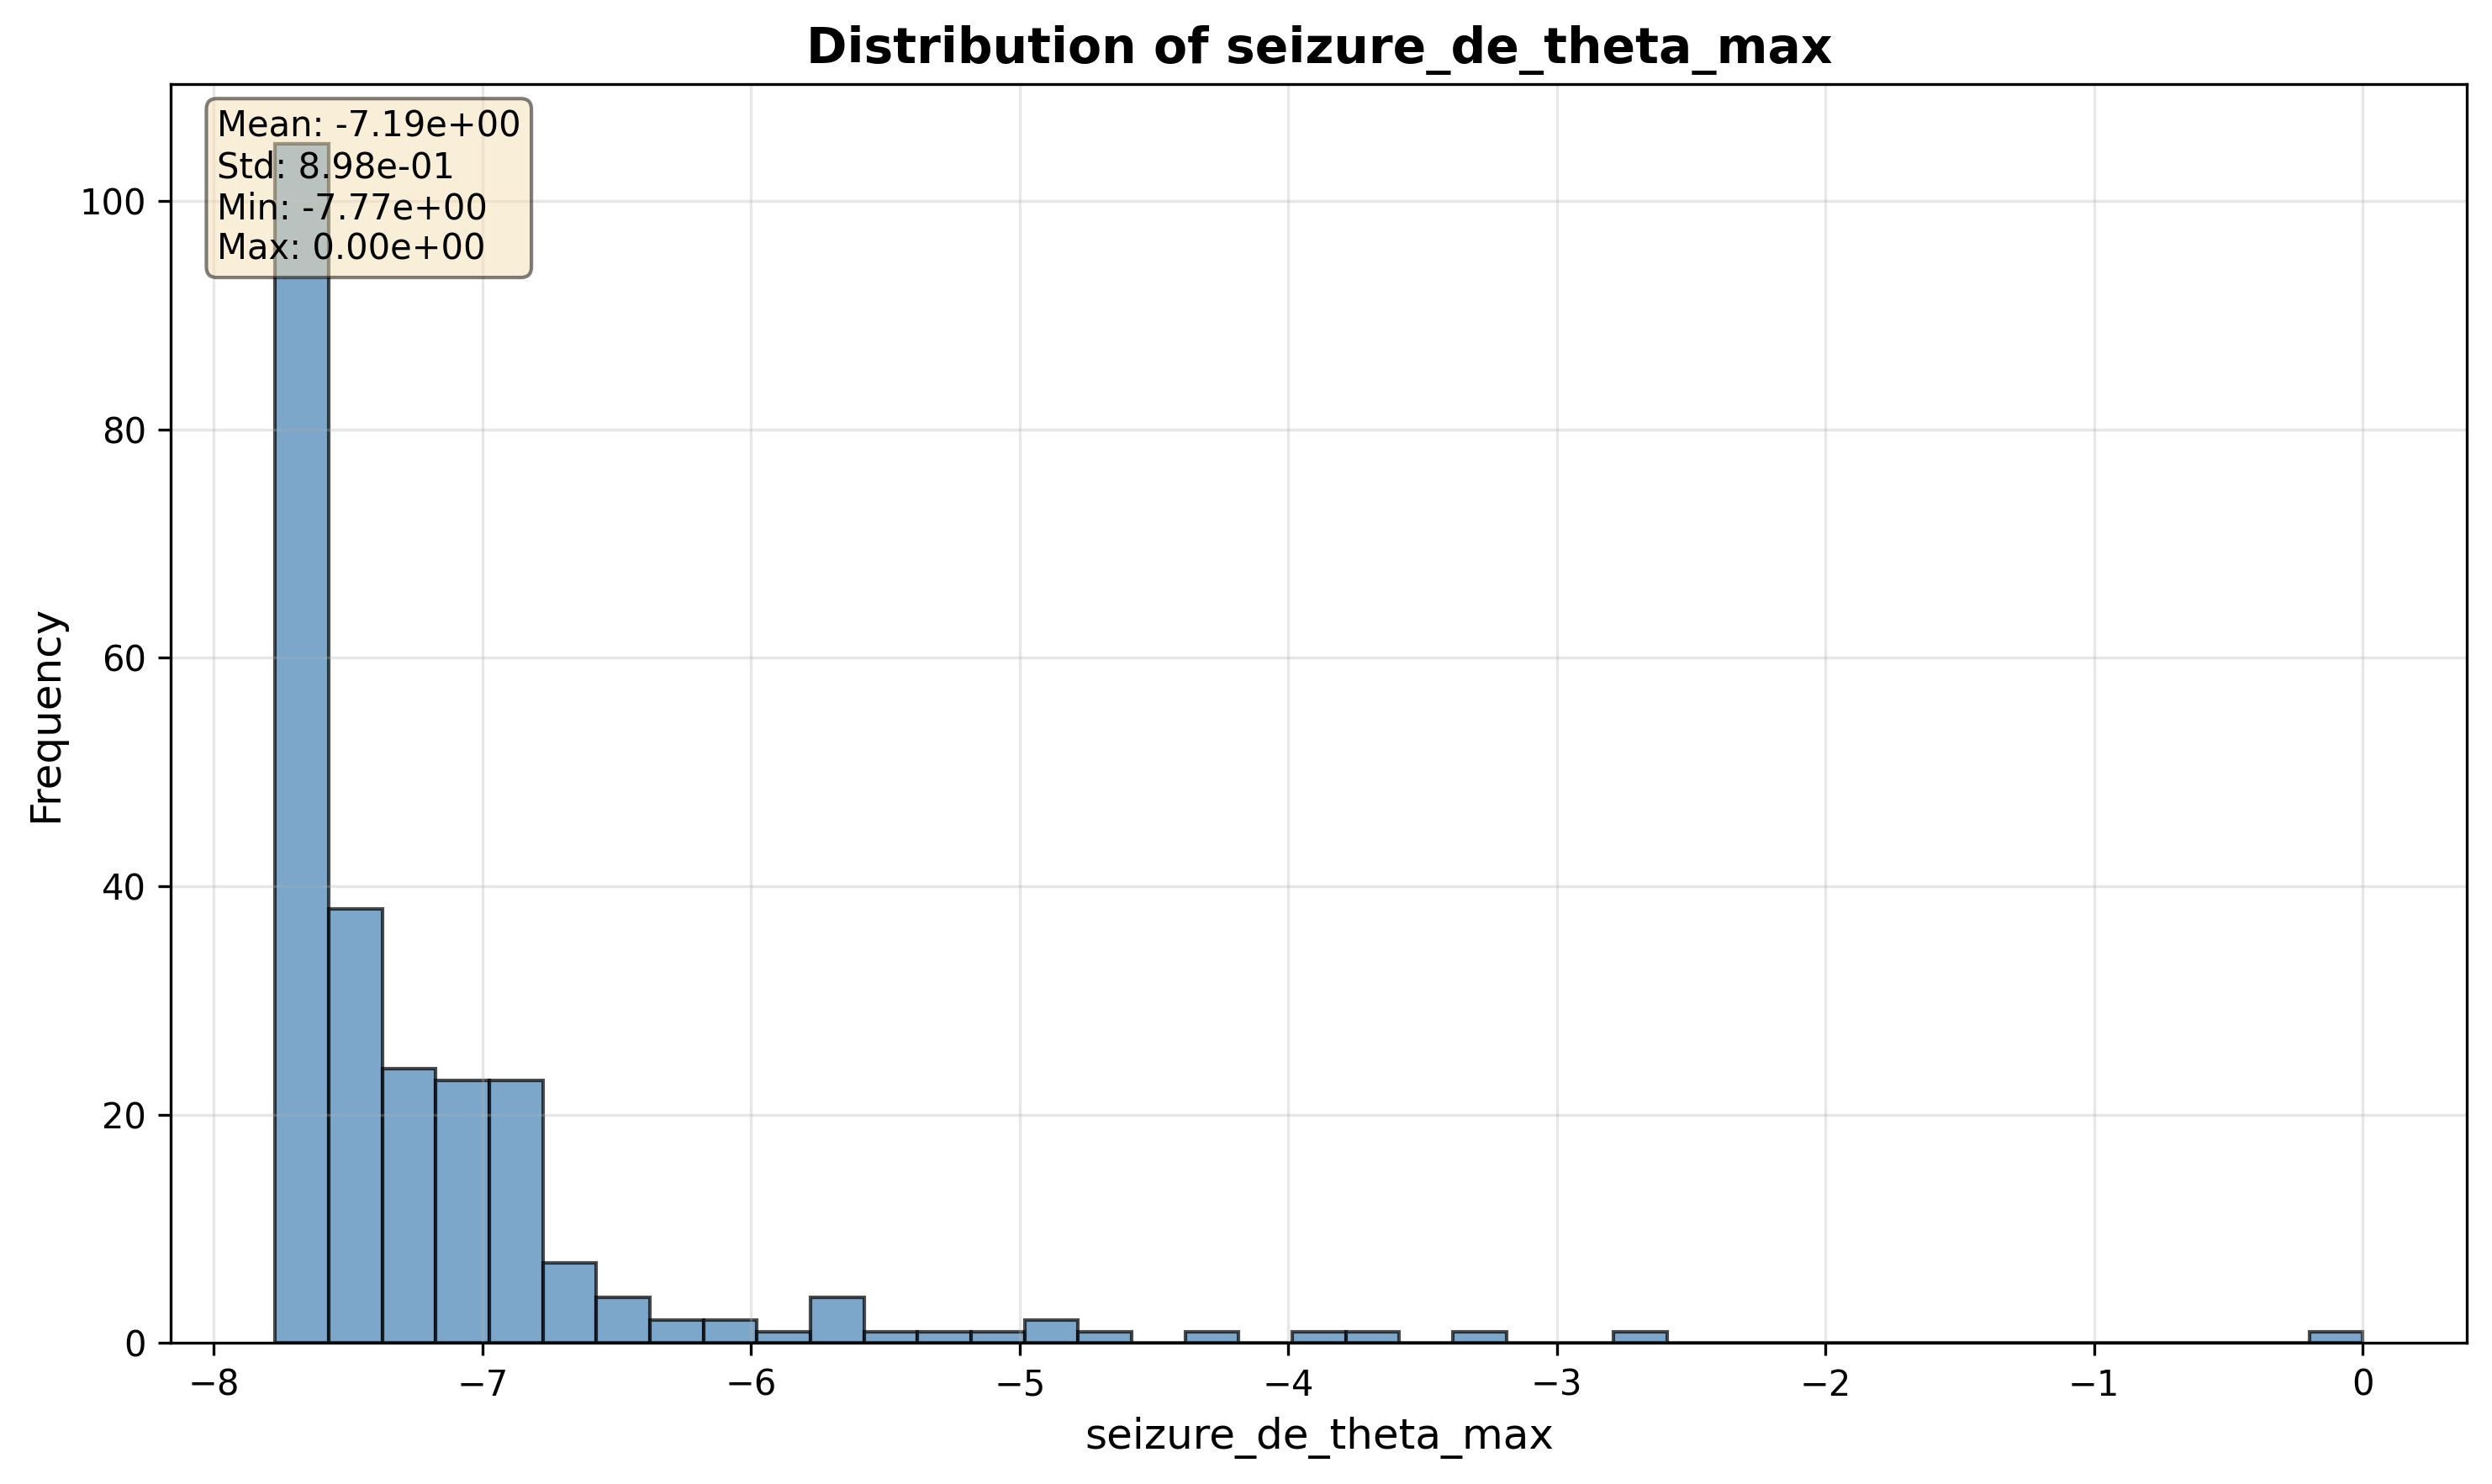 Distribution of seizure_de_theta_max
Mean: -7.19e+00
Std: 8.98e-01
Min: -7.77e+00
Max: 0.00e+00
100
80
60
40
20
0
Frequency
−8 −7 −6 −5 −4 −3 −2 −1 0
seizure_de_theta_max